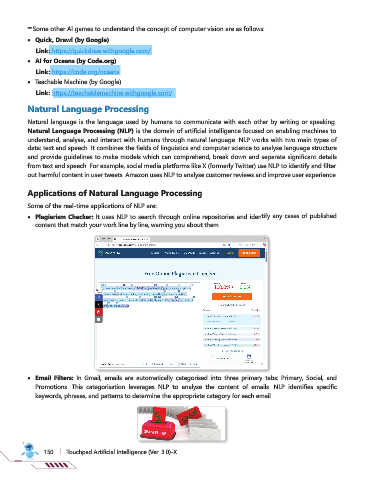 Some other AI games to understand the concept of computer vision are as follows:
• Quick, Draw! (by Google)
Link: https://quickdraw.withgoogle.com/
• AI for Oceans (by Code.org)
Link: https://code.org/oceans
• Teachable Machine (by Google)
Link: https://teachablemachine.withgoogle.com/
Natural Language Processing
Natural language is the language used by humans to communicate with each other by writing or speaking.
Natural Language Processing (NLP) is the domain of artificial intelligence focused on enabling machines to
understand, analyse, and interact with humans through natural language. NLP works with two main types of
data: text and speech. It combines the fields of linguistics and computer science to analyse language structure
and provide guidelines to make models which can comprehend, break down and separate significant details
from text and speech. For example, social media platforms like X (formerly Twitter) use NLP to identify and filter
out harmful content in user tweets. Amazon uses NLP to analyse customer reviews and improve user experience.
Applications of Natural Language Processing
Some of the real-time applications of NLP are:
• Plagiarism Checker: It uses NLP to search through online repositories and identify any cases of published
content that match your work line by line, warning you about them.
Free Online Plagiarism Checker
• Email Filters: In Gmail, emails are automatically categorised into three primary tabs: Primary, Social, and
Promotions. This categorisation leverages NLP to analyse the content of emails. NLP identifies specific
keywords, phrases, and patterns to determine the appropriate category for each email.
150 | Touchpad Artificial Intelligence (Ver. 3.0)-X